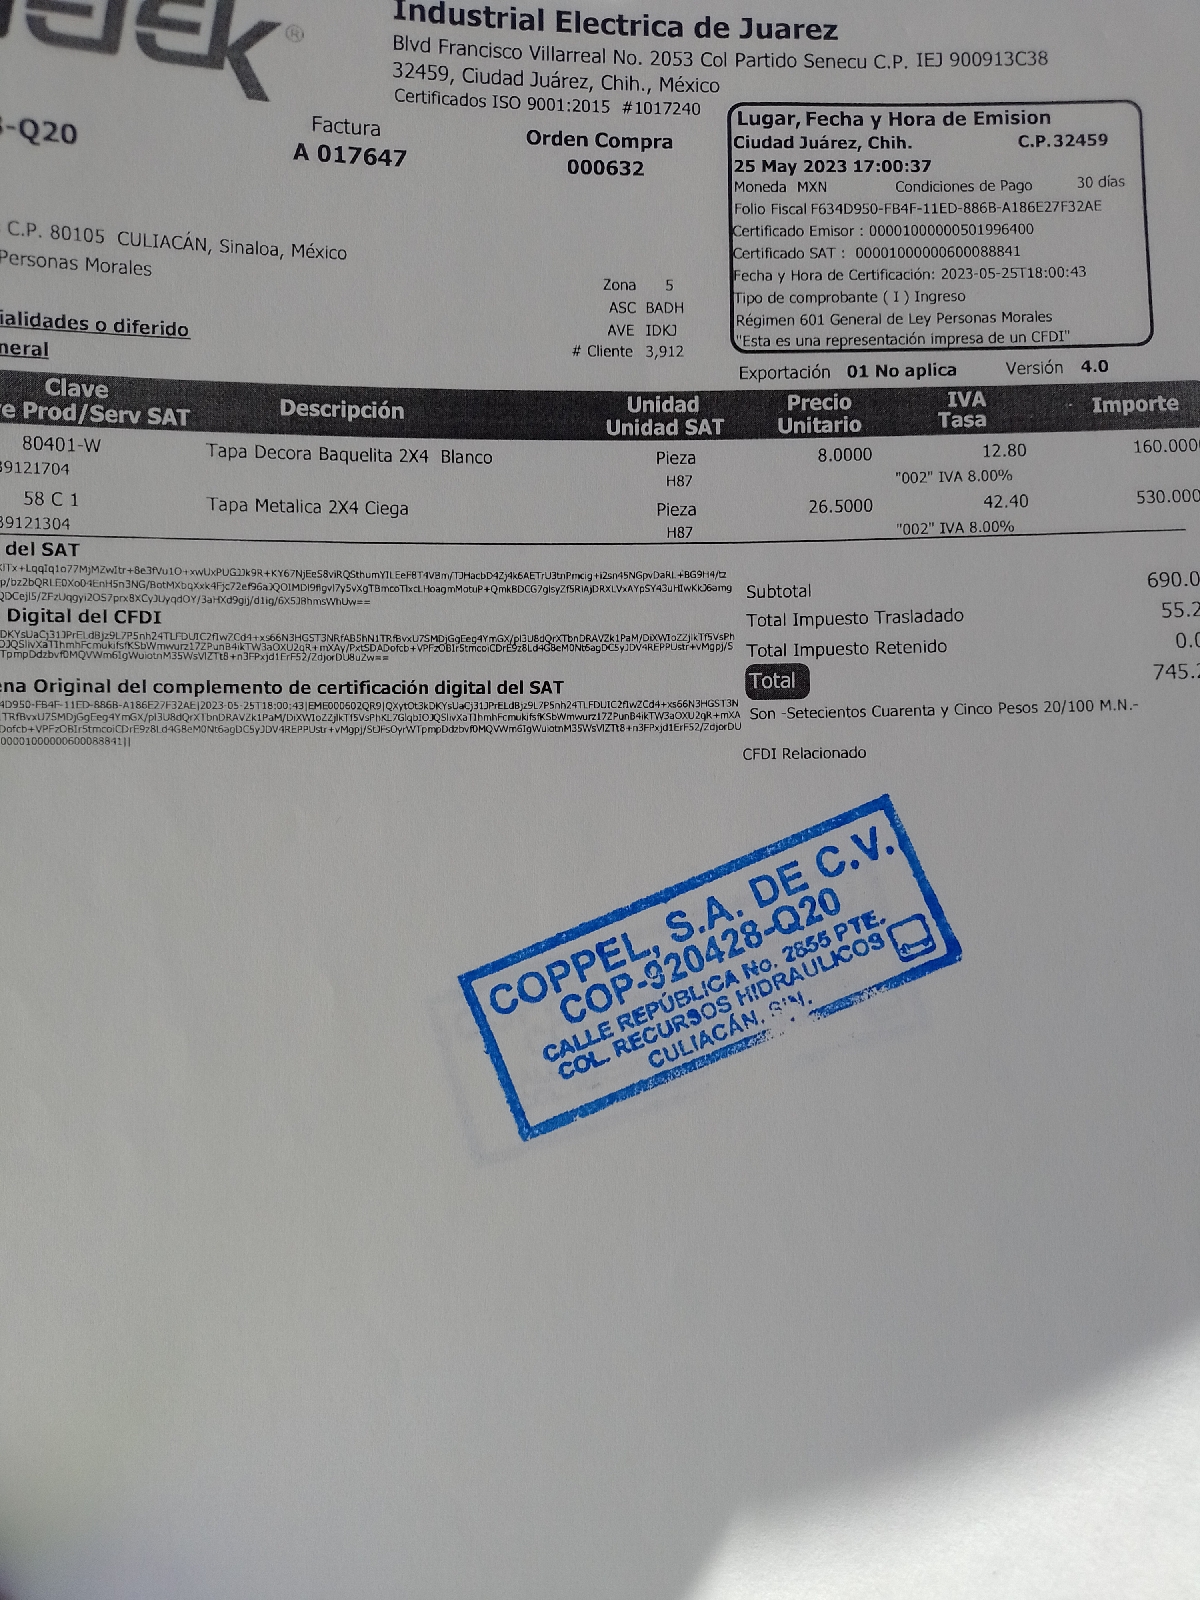 Industrial Electrica de Juarez
Blvd Francisco Villarreal No. 2053 Col Partido Senecu C.P. IEJ 900913C38
32459, Ciudad Juárez, Chih., México
Certificados ISO 9001:2015 #1017240
-Q20
Factura
A 017647
Orden Compra
000632
Lugar, Fecha y Hora de Emision
Ciudad Juárez, Chih. C.P.32459
25 May 2023 17:00:37
Moneda MXN Condiciones de Pago 30 días
Folio Fiscal F634D950-FB4F-11ED-886B-A186E27F32AE
Certificado Emisor : 00001000000501996400
Certificado SAT : 00001000000600088841
Fecha y Hora de Certificación: 2023-05-25T18:00:43
Tipo de comprobante ( I ) Ingreso
Régimen 601 General de Ley Personas Morales
"Esta es una representación impresa de un CFDI"
C.P. 80105 CULIACÁN, Sinaloa, México
Personas Morales
Zona 5
ASC BADH
AVE IDKJ
# Cliente 3,912
ialidades o diferido
neral
Exportación 01 No aplica Versión 4.0
Clave Descripción Unidad Precio IVA Importe
e Prod/Serv SAT Unidad SAT Unitario Tasa
80401-W Tapa Decora Baquelita 2X4 Blanco Pieza 8.0000 12.80 160.000
39121704 H87 "002" IVA 8.00%
58 C 1 Tapa Metalica 2X4 Ciega Pieza 26.5000 42.40 530.000
39121304 H87 "002" IVA 8.00%
del SAT
Digital del CFDI
ena Original del complemento de certificación digital del SAT
Subtotal 690.0
Total Impuesto Trasladado 55.2
Total Impuesto Retenido 0.0
Total 745.2
Son -Setecientos Cuarenta y Cinco Pesos 20/100 M.N.-
CFDI Relacionado
COPPEL, S.A. DE C.V.
COP-920428-Q20
CALLE REPÚBLICA No. 2855 PTE.
COL. RECURSOS HIDRAULICOS
CULIACÁN, SIN.